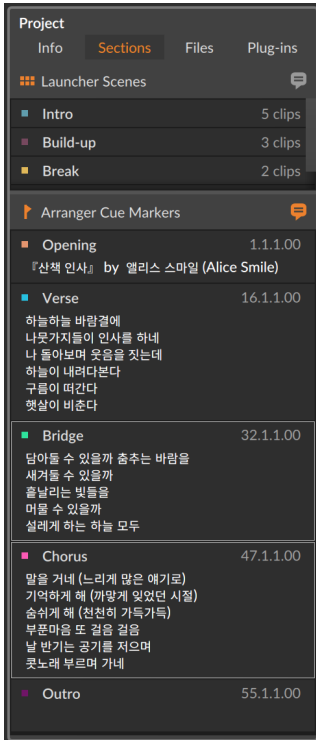 Project
Info Sections Files Plug-ins
Launcher Scenes
Intro 5 clips
Build-up 3 clips
Break 2 clips
Arranger Cue Markers
Opening 1.1.1.00
『산책 인사』 by 앨리스 스마일 (Alice Smile)
Verse 16.1.1.00
하늘하늘 바람결에
나뭇가지들이 인사를 하네
나 돌아보며 웃음을 짓는데
하늘이 내려다본다
구름이 떠간다
햇살이 비춘다
Bridge 32.1.1.00
담아둘 수 있을까 춤추는 바람을
새겨둘 수 있을까
흩날리는 빛들을
머물 수 있을까
설레게 하는 하늘 모두
Chorus 47.1.1.00
말을 거네 (느리게 많은 얘기로)
기억하게 해 (까맣게 잊었던 시절)
숨쉬게 해 (천천히 가득가득)
부푼마음 또 걸음 걸음
날 반기는 공기를 저으며
콧노래 부르며 가네
Outro 55.1.1.00